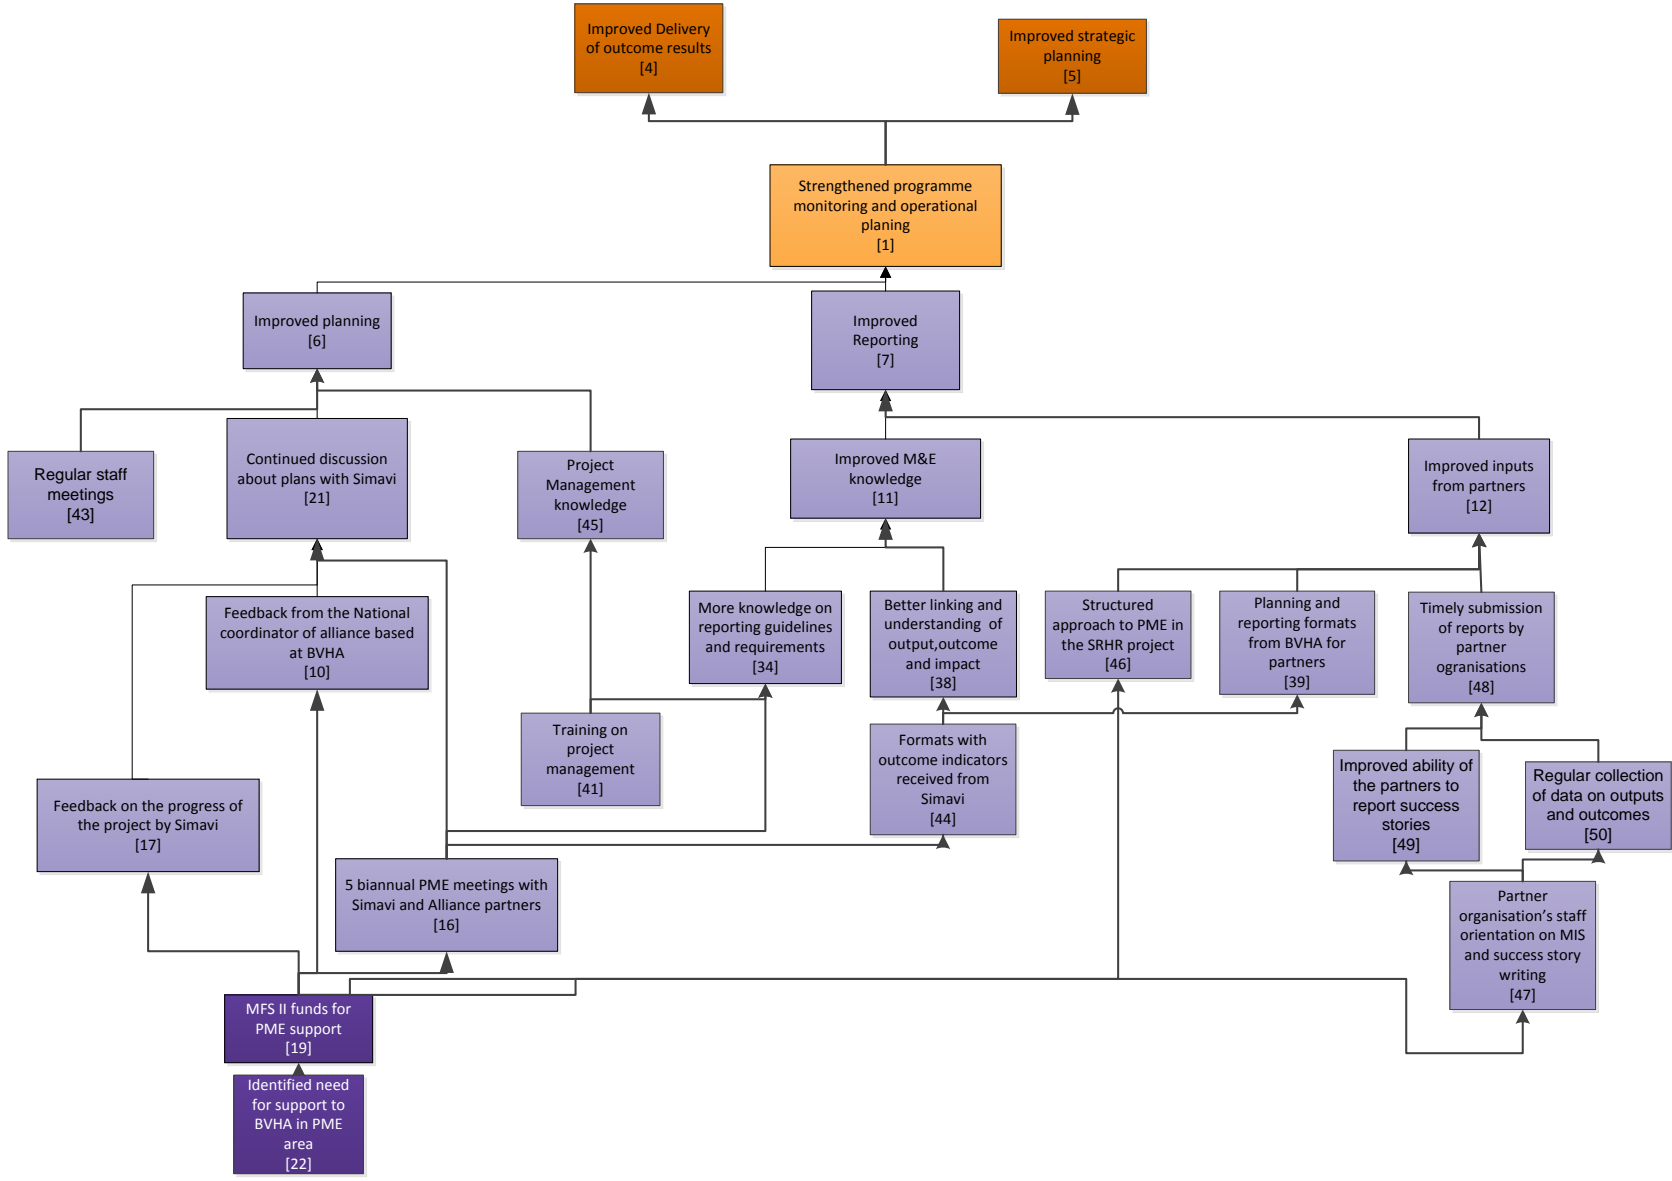 Improved Delivery
of outcome results
[4]
Improved strategic
planning
[5]
Strengthened programme
monitoring and operational
planing
[1]
Improved planning
[6]
Improved
Reporting
[7]
Regular staff
meetings
[43]
Continued discussion
about plans with Simavi
[21]
Project
Management
knowledge
[45]
Improved M&E
knowledge
[11]
Improved inputs
from partners
[12]
Feedback from the National
coordinator of alliance based
at BVHA
[10]
More knowledge on
reporting guidelines
and requirements
[34]
Better linking and
understanding of
output,outcome
and impact
[38]
Structured
approach to PME in
the SRHR project
[46]
Planning and
reporting formats
from BVHA for
partners
[39]
Timely submission
of reports by
partner
ogranisations
[48]
Training on
project
management
[41]
Formats with
outcome indicators
received from
Simavi
[44]
Improved ability of
the partners to
report success
stories
[49]
Regular collection
of data on outputs
and outcomes
[50]
Feedback on the progress of
the project by Simavi
[17]
5 biannual PME meetings with
Simavi and Alliance partners
[16]
Partner
organisation’s staff
orientation on MIS
and success story
writing
[47]
MFS II funds for
PME support
[19]
Identified need
for support to
BVHA in PME
area
[22]